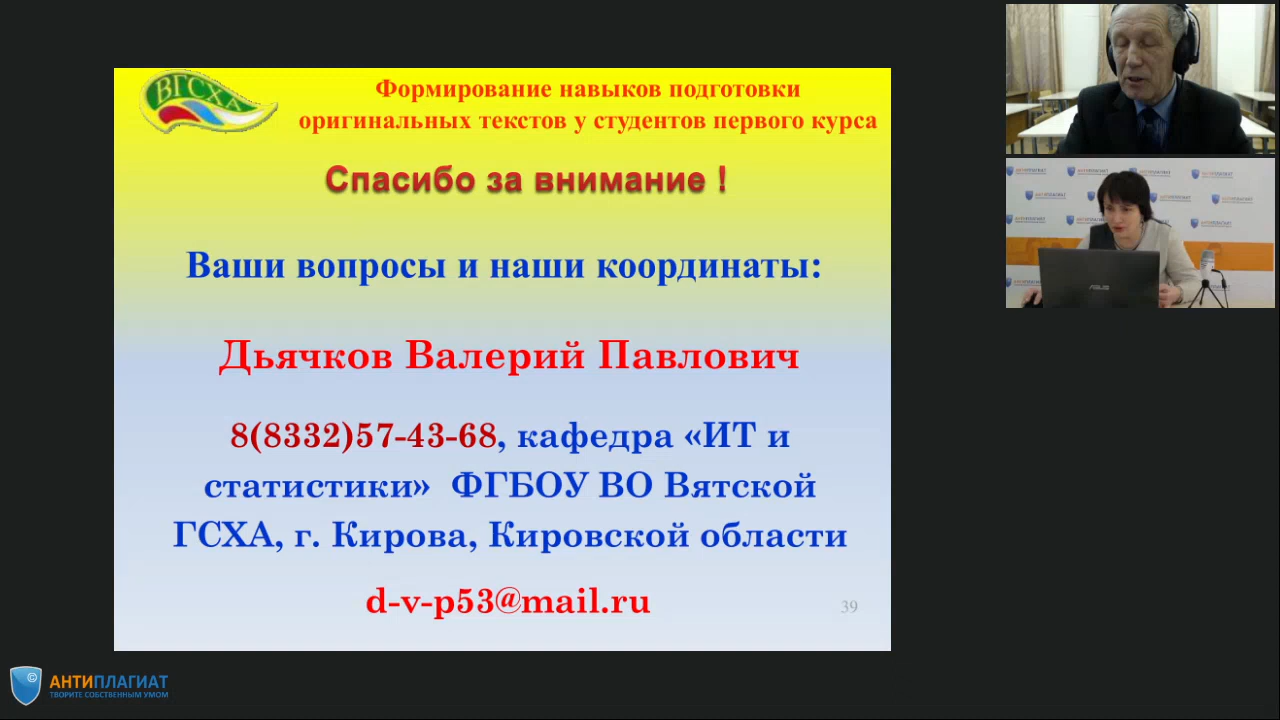 ВГСХА
Формирование навыков подготовки
оригинальных текстов у студентов первого курса
Спасибо за внимание !
Ваши вопросы и наши координаты:
Дьячков Валерий Павлович
8(8332)57-43-68, кафедра «ИТ и
статистики» ФГБОУ ВО Вятской
ГСХА, г. Кирова, Кировской области
d-v-p53@mail.ru
39
АНТИПЛАГИАТ
ТВОРИТЕ СОБСТВЕННЫМ УМОМ
ASUS